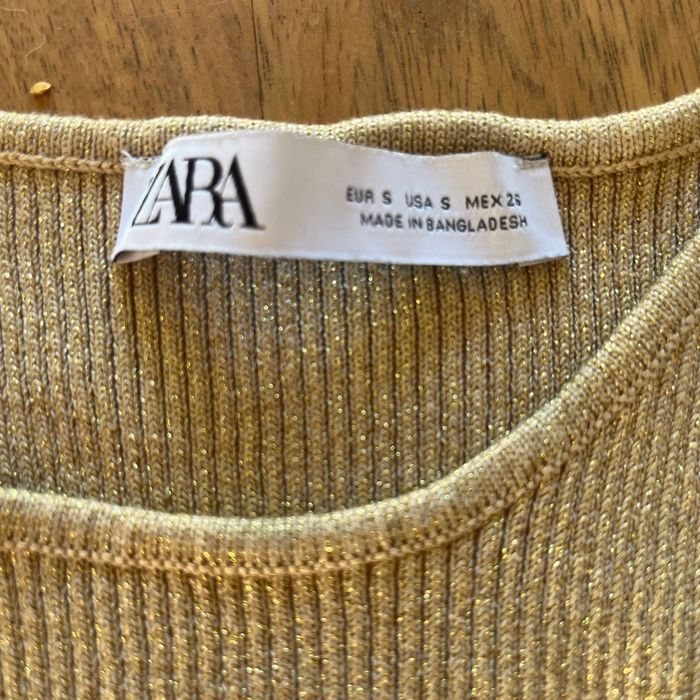 ZARA
EUR S USA S MEX 26
MADE IN BANGLADESH